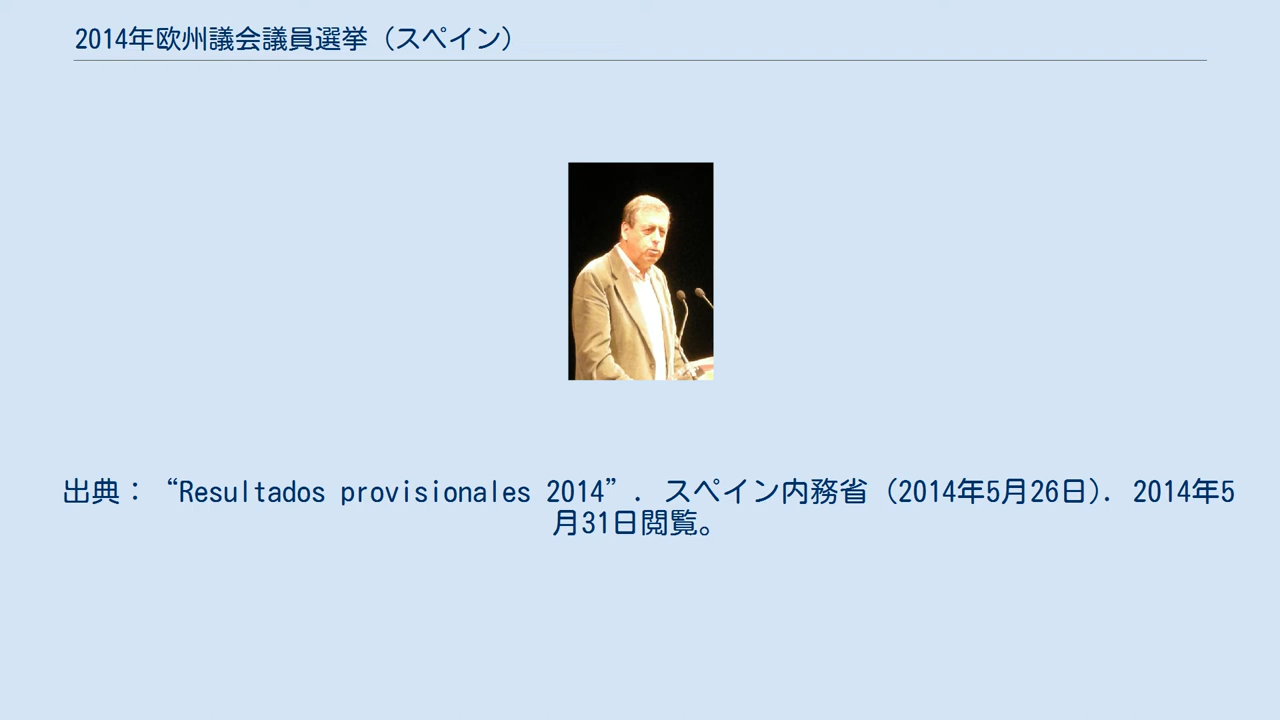 2014年欧州議会議員選挙（スペイン）
出典：“Resultados provisionales 2014”．スペイン内務省（2014年5月26日）．2014年5
月31日閲覧。